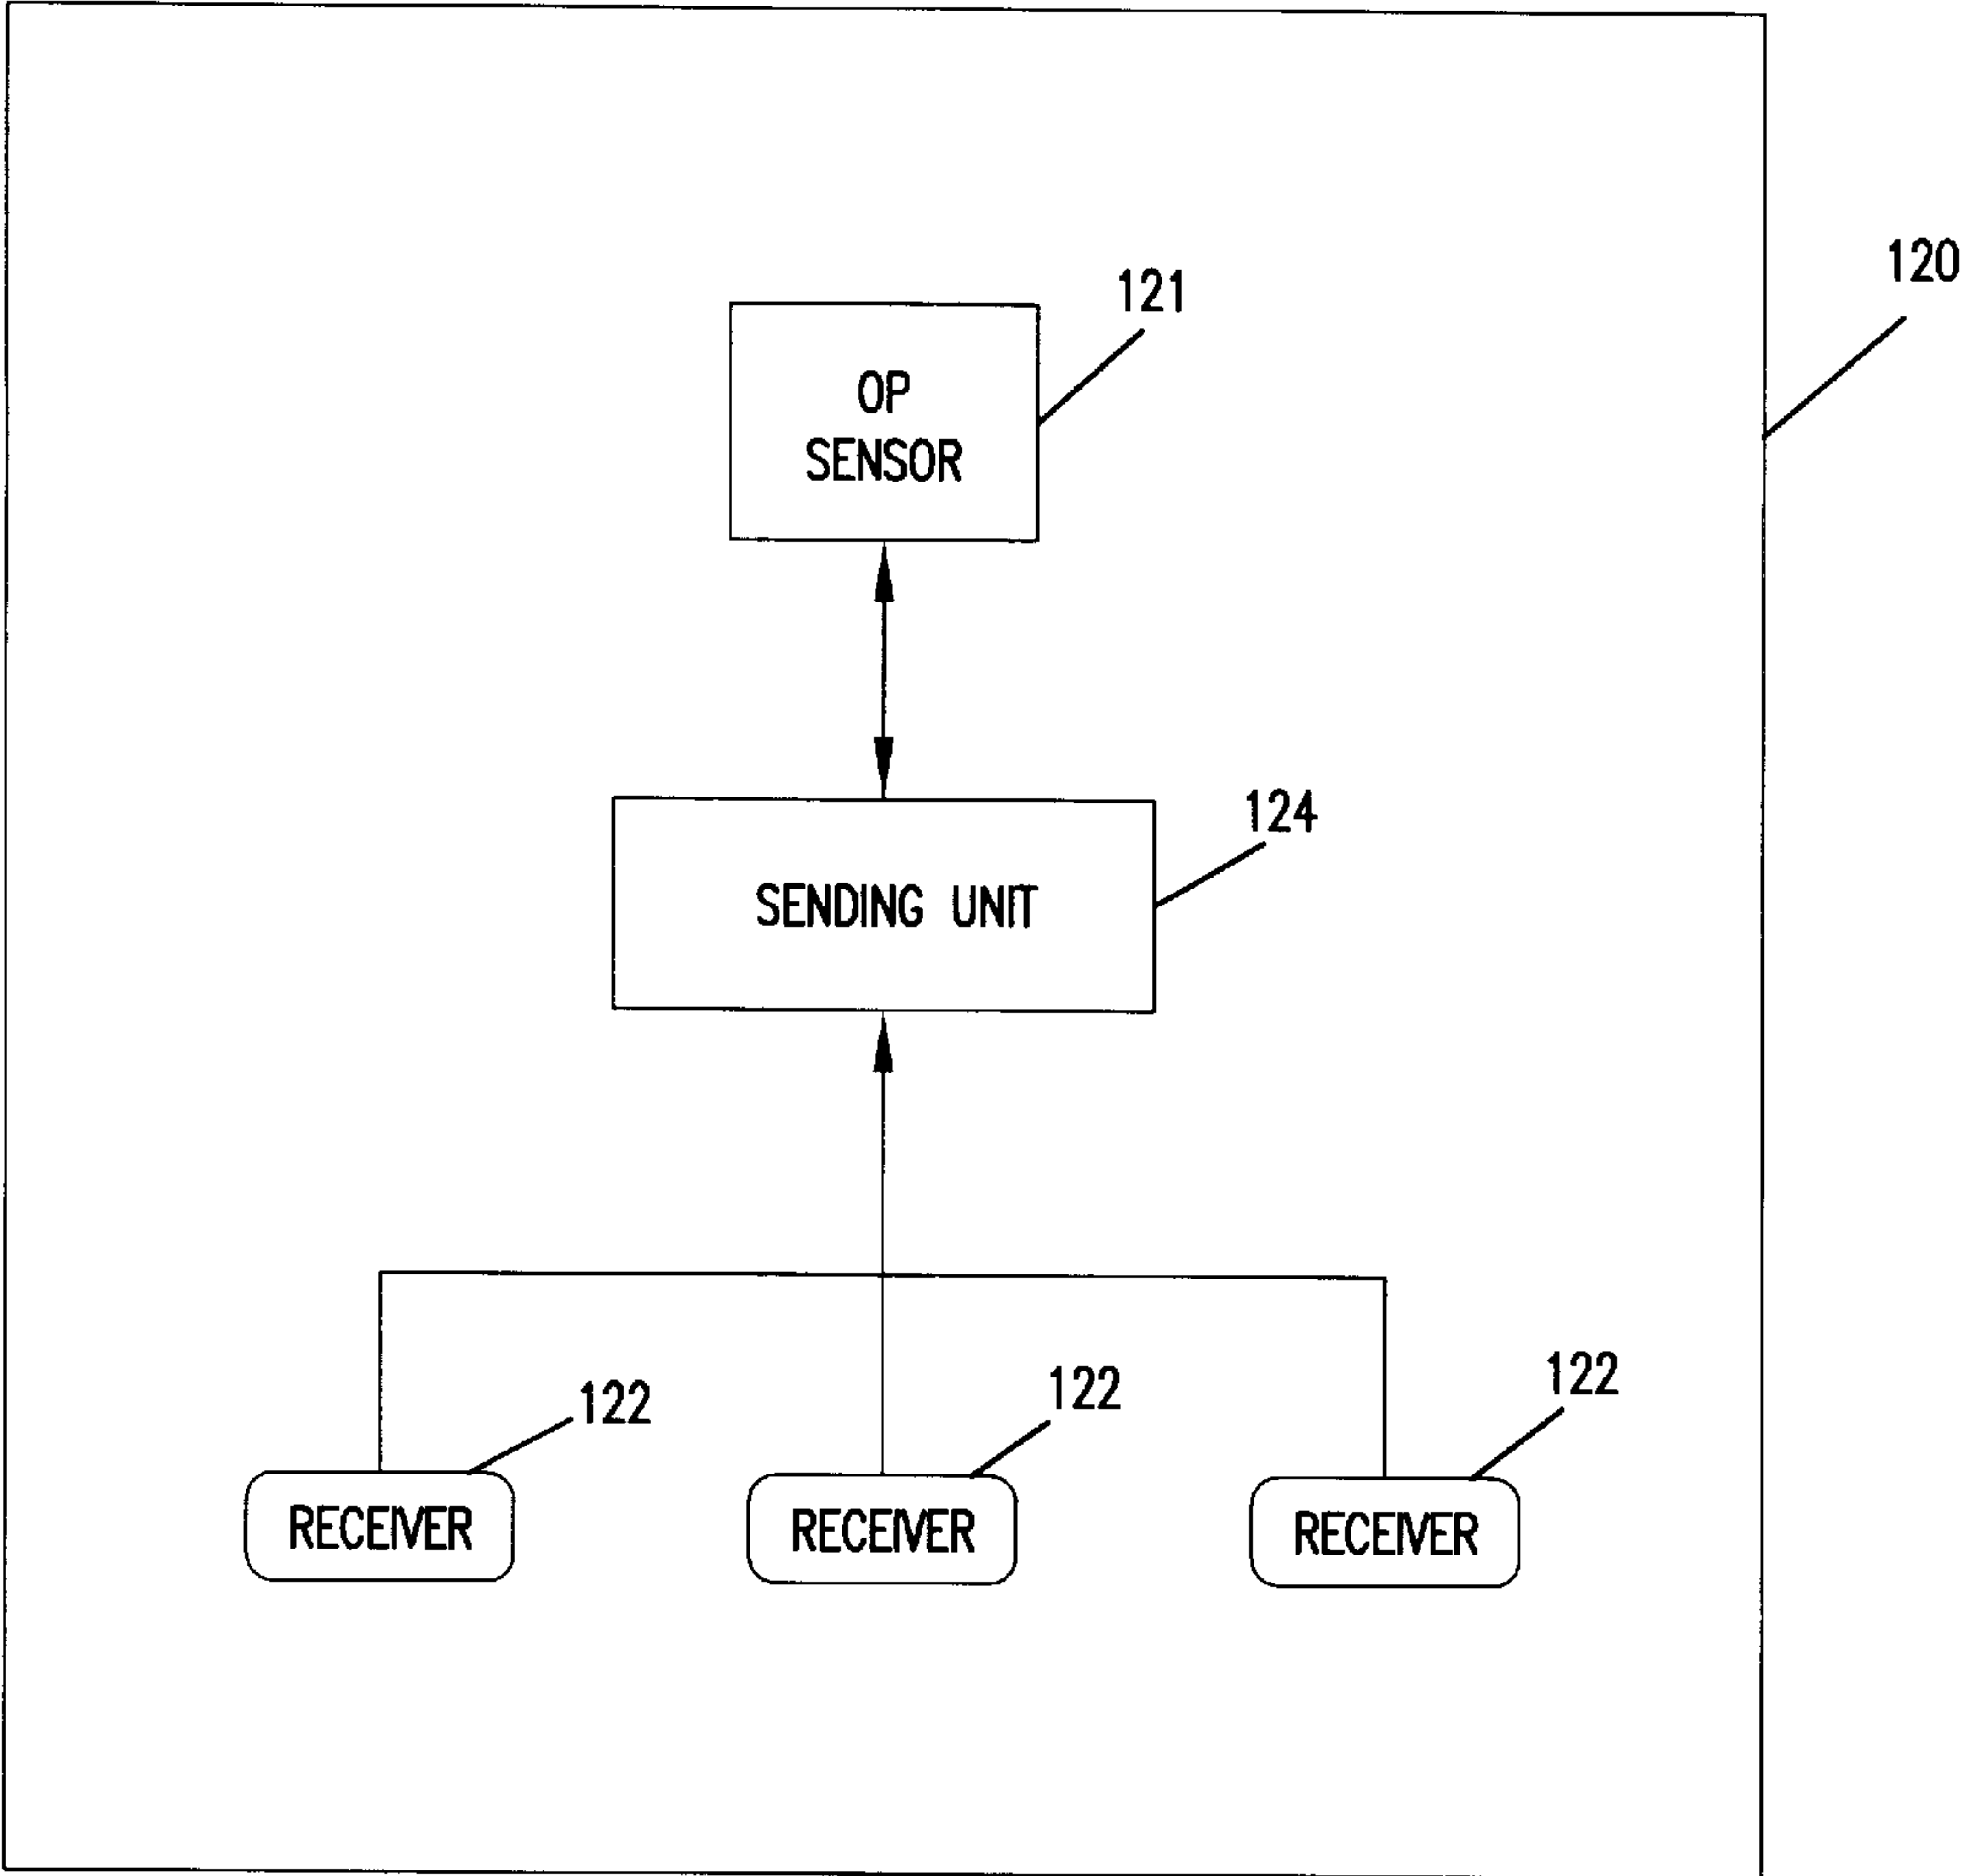 120
121
OP
SENSOR
124
SENDING UNIT
122
122
122
RECEIVER
RECEIVER
RECEIVER